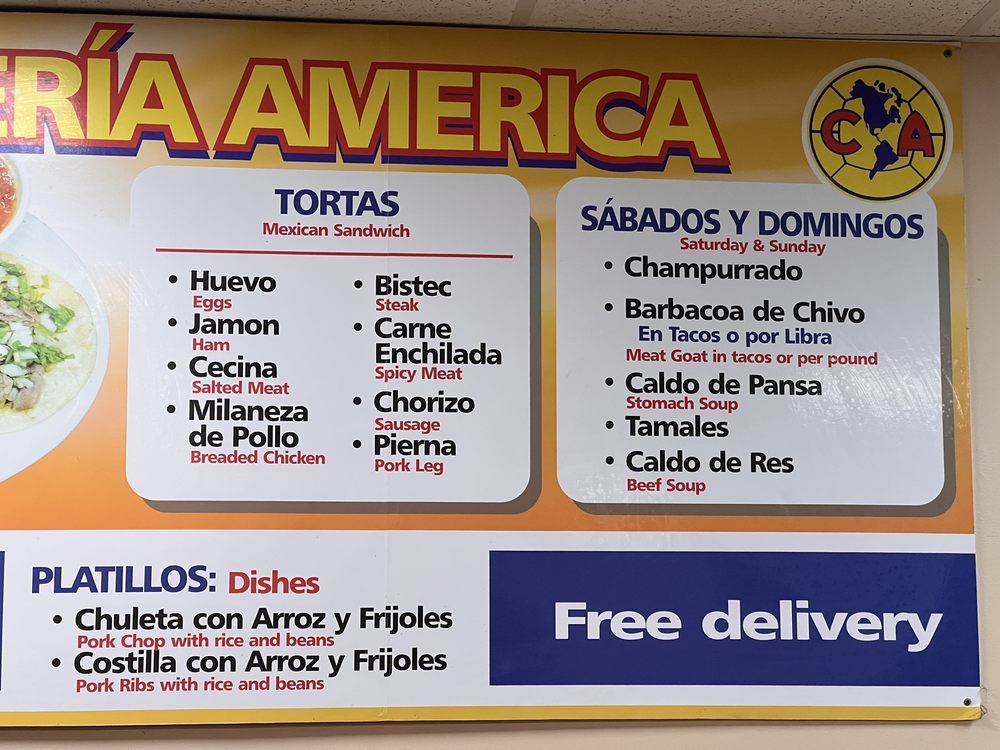 ERÍA AMERICA
C A
TORTAS
Mexican Sandwich
• Huevo
Eggs
• Jamon
Ham
• Cecina
Salted Meat
• Milaneza
de Pollo
Breaded Chicken
• Bistec
Steak
• Carne
Enchilada
Spicy Meat
• Chorizo
Sausage
• Pierna
Pork Leg
SÁBADOS Y DOMINGOS
Saturday & Sunday
• Champurrado
• Barbacoa de Chivo
En Tacos o por Libra
Meat Goat in tacos or per pound
• Caldo de Pansa
Stomach Soup
• Tamales
• Caldo de Res
Beef Soup
PLATILLOS: Dishes
• Chuleta con Arroz y Frijoles
Pork Chop with rice and beans
• Costilla con Arroz y Frijoles
Pork Ribs with rice and beans
Free delivery